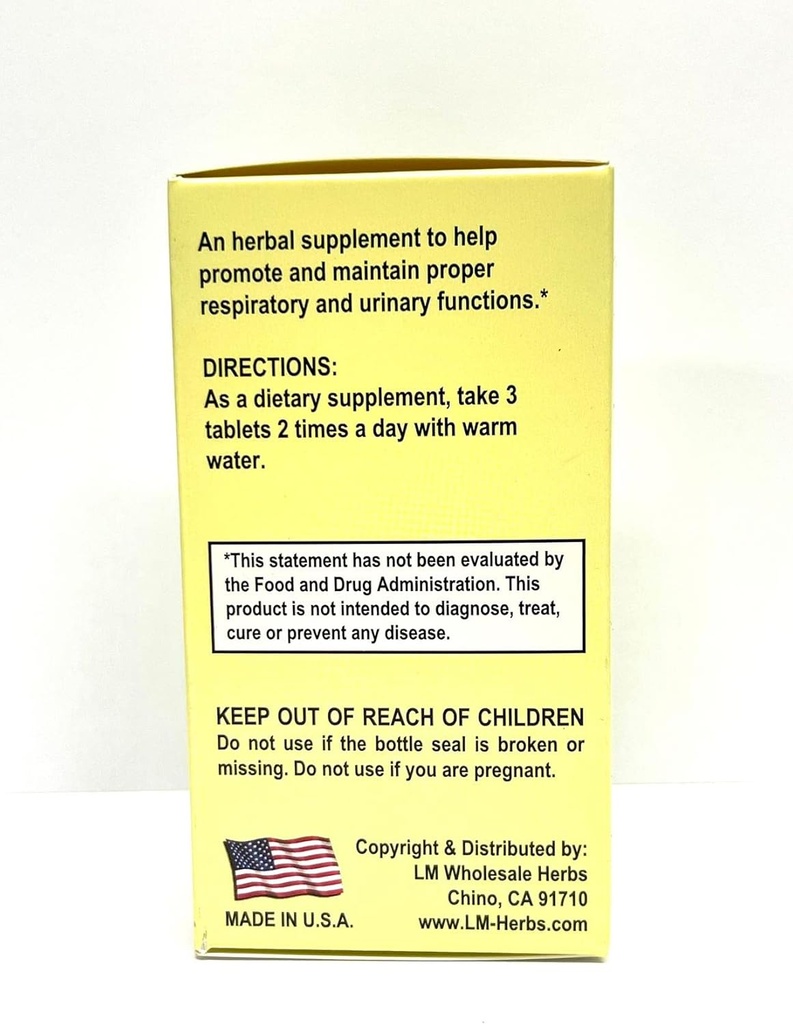 An herbal supplement to help
promote and maintain proper
respiratory and urinary functions.*
DIRECTIONS:
As a dietary supplement, take 3
tablets 2 times a day with warm
water.
*This statement has not been evaluated by
the Food and Drug Administration. This
product is not intended to diagnose, treat,
cure or prevent any disease.
KEEP OUT OF REACH OF CHILDREN
Do not use if the bottle seal is broken or
missing. Do not use if you are pregnant.
Copyright & Distributed by:
LM Wholesale Herbs
Chino, CA 91710
www.LM-Herbs.com
MADE IN U.S.A.